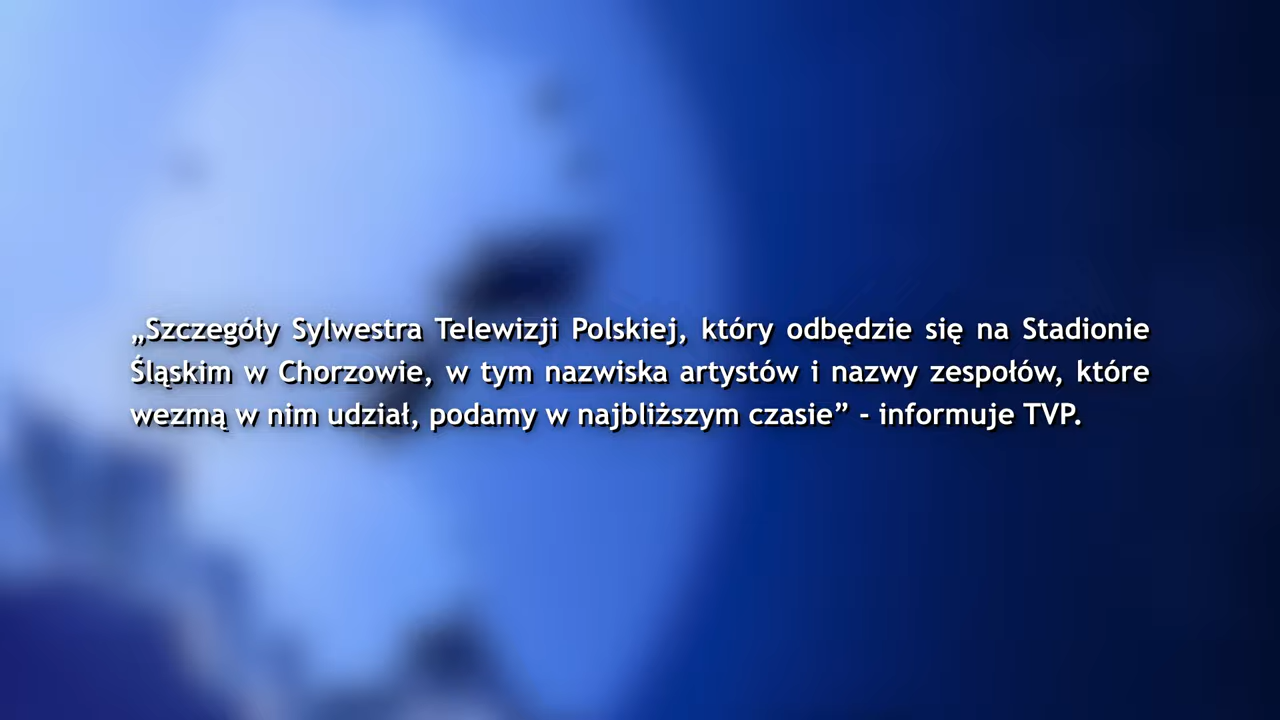 „Szczegóły Sylwestra Telewizji Polskiej, który odbędzie się na Stadionie
Śląskim w Chorzowie, w tym nazwiska artystów i nazwy zespołów, które
wezmą w nim udział, podamy w najbliższym czasie” – informuje TVP.